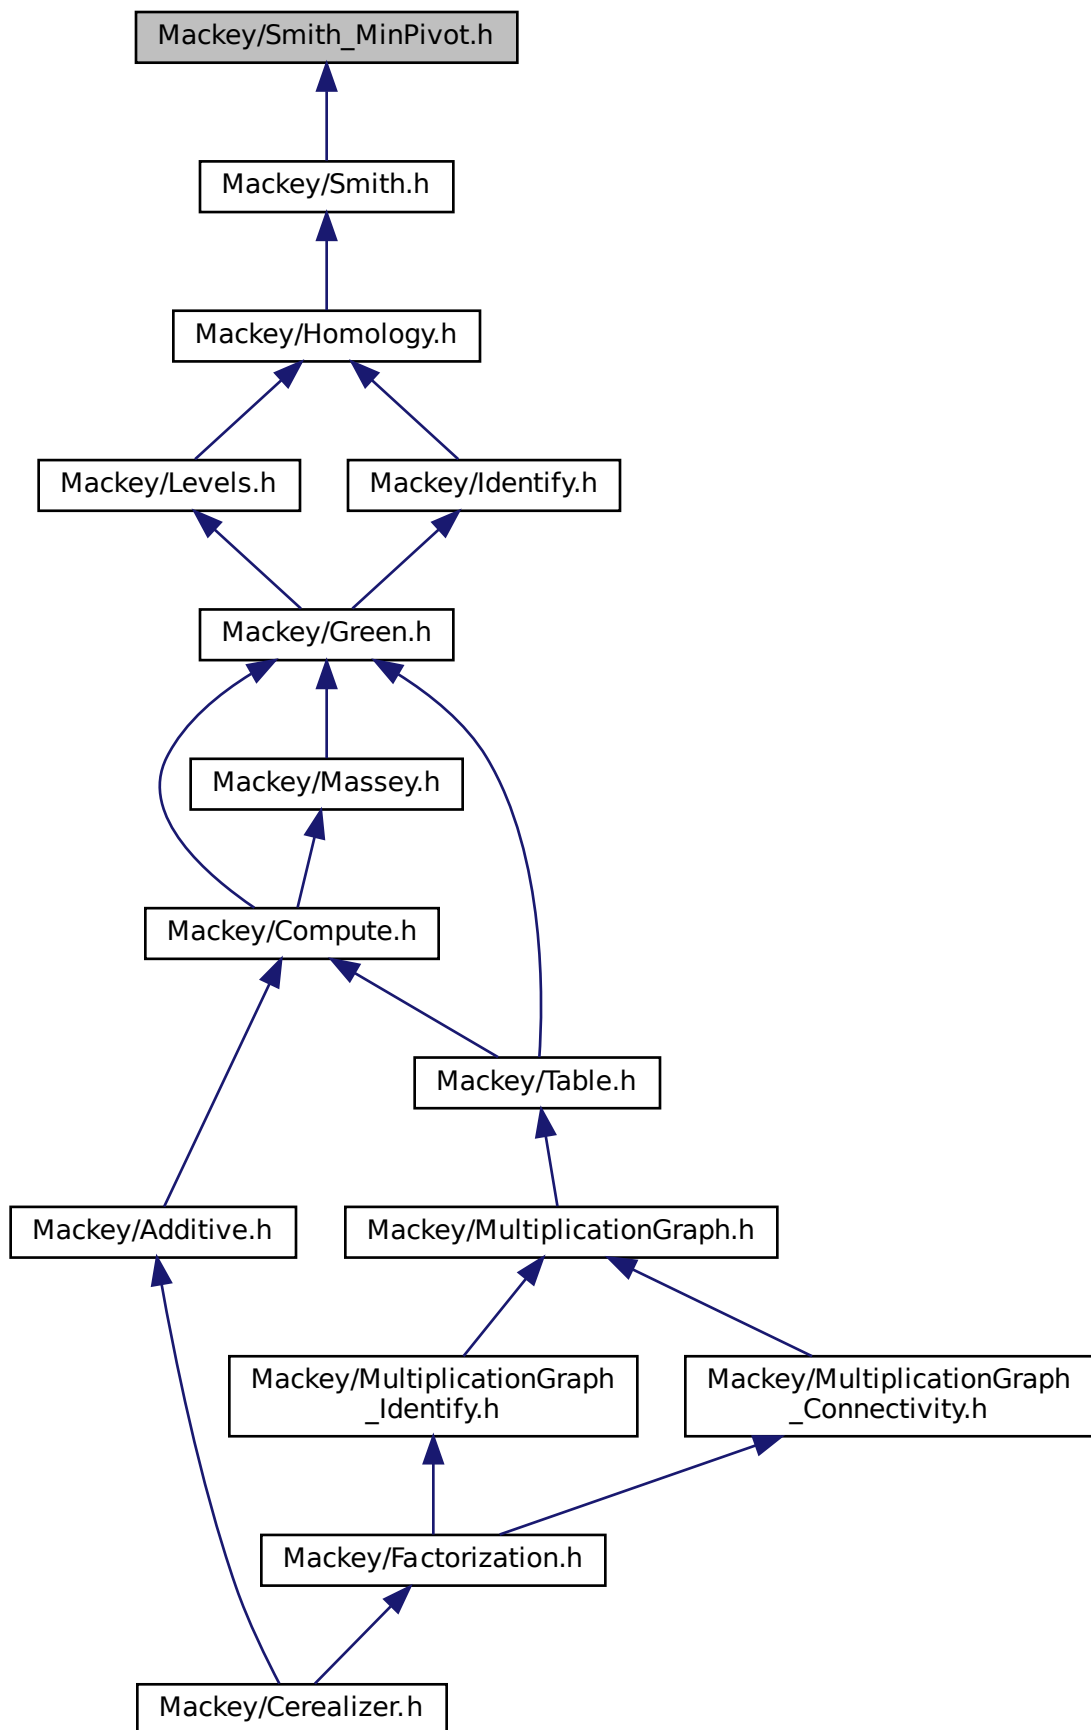 Mackey/Smith_MinPivot.h
Mackey/Smith.h
Mackey/Homology.h
Mackey/Levels.h
Mackey/Identify.h
Mackey/Green.h
Mackey/Massey.h
Mackey/Compute.h
Mackey/Table.h
Mackey/Additive.h
Mackey/MultiplicationGraph.h
Mackey/MultiplicationGraph
_Identify.h
Mackey/MultiplicationGraph
_Connectivity.h
Mackey/Factorization.h
Mackey/Cerealizer.h